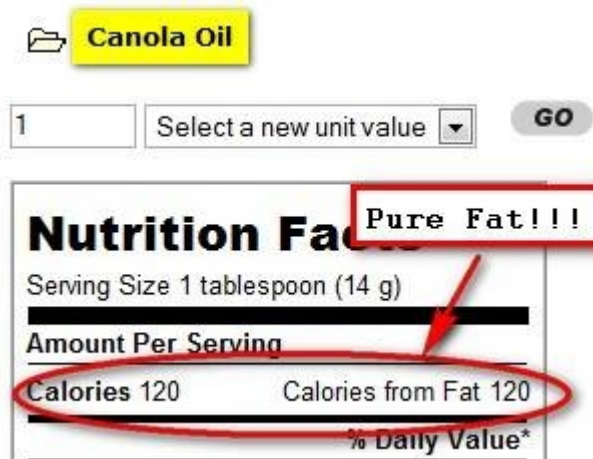 Canola Oil
1 Select a new unit value GO
Pure Fat!!!
Nutrition
Serving Size 1 tablespoon (14 g)
Amount Per Serving
Calories 120 Calories from Fat 120
% Daily Value*